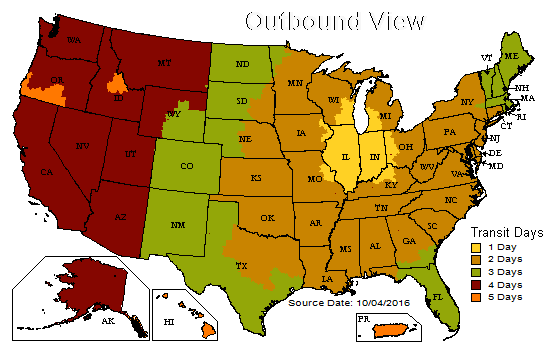 Outbound View
WA
MT
ND
MN
VT
ME
OR
ID
WY
SD
WI
MI
NY
NH
MA
RI
CT
NV
UT
CO
NE
IA
IL
IN
OH
PA
NJ
DE
MD
CA
AZ
NM
KS
MO
KY
WV
VA
OK
AR
TN
NC
SC
TX
LA
MS
AL
GA
FL
AK
HI
PR
Transit Days
1 Day
2 Days
3 Days
4 Days
5 Days
Source Date: 10/04/2016